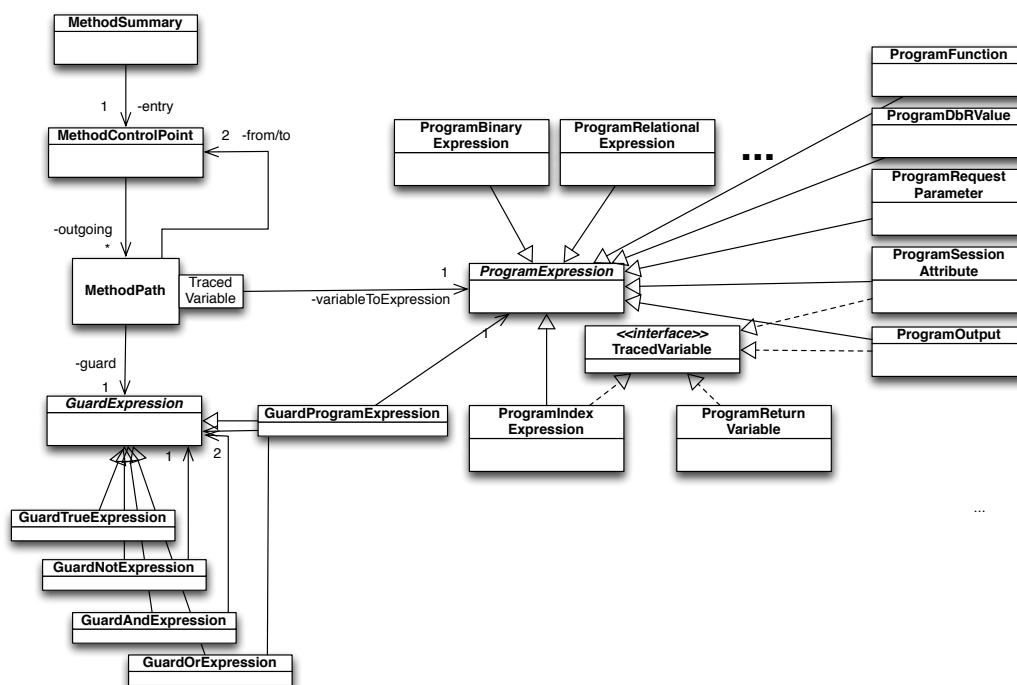 MethodSummary
1
-entry
MethodControlPoint
2
-from/to
-outgoing
*
MethodPath
Traced
Variable
-variableToExpression
1
-guard
1
GuardExpression
1
2
GuardProgramExpression
1
GuardTrueExpression
GuardNotExpression
GuardAndExpression
GuardOrExpression
ProgramBinary
Expression
ProgramRelational
Expression
...
ProgramExpression
<<interface>>
TracedVariable
ProgramIndex
Expression
ProgramReturn
Variable
ProgramFunction
ProgramDbRValue
ProgramRequest
Parameter
ProgramSession
Attribute
ProgramOutput
...